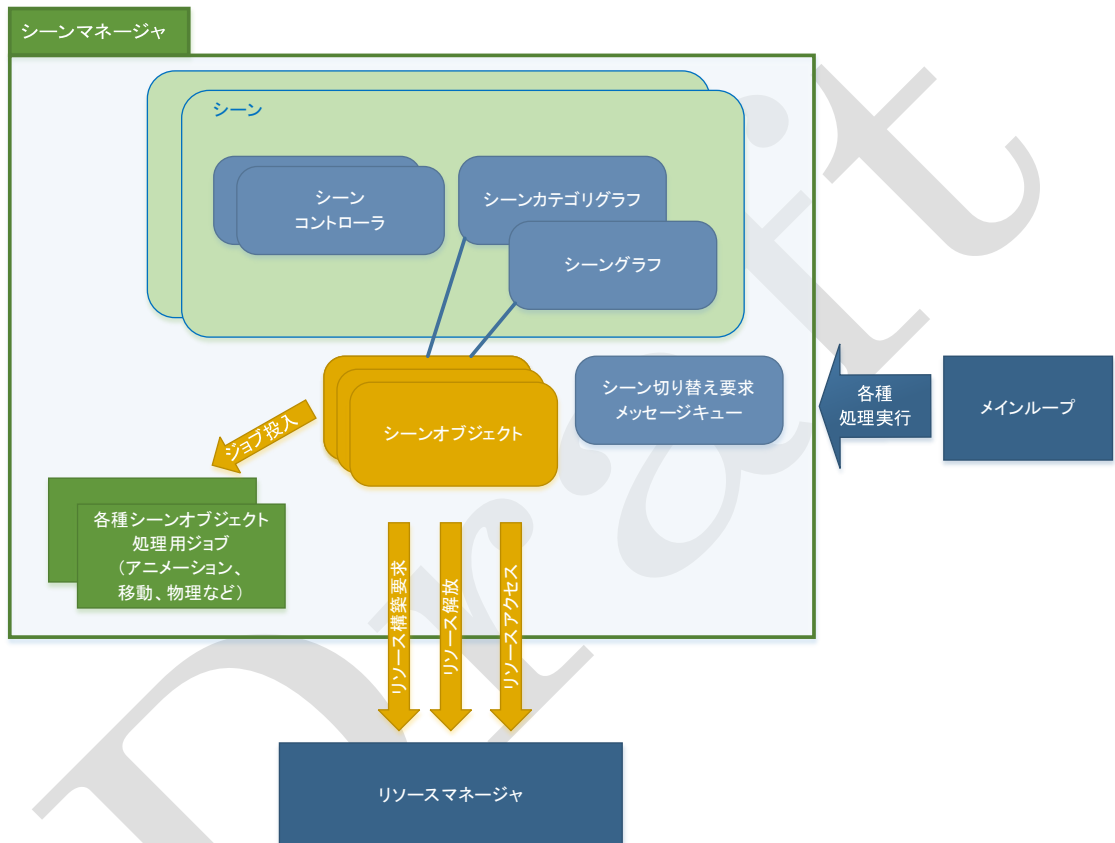 シーンマネージャ
シーン
シーン
コントローラ
シーンカテゴリグラフ
シーングラフ
シーンオブジェクト
シーン切り替え要求
メッセージキュー
各種
処理実行
メインループ
ジョブ投入
各種シーンオブジェクト
処理用ジョブ
（アニメーション、
移動、物理など）
リソース構築要求
リソース解放
リソースアクセス
リソースマネージャ
Draft